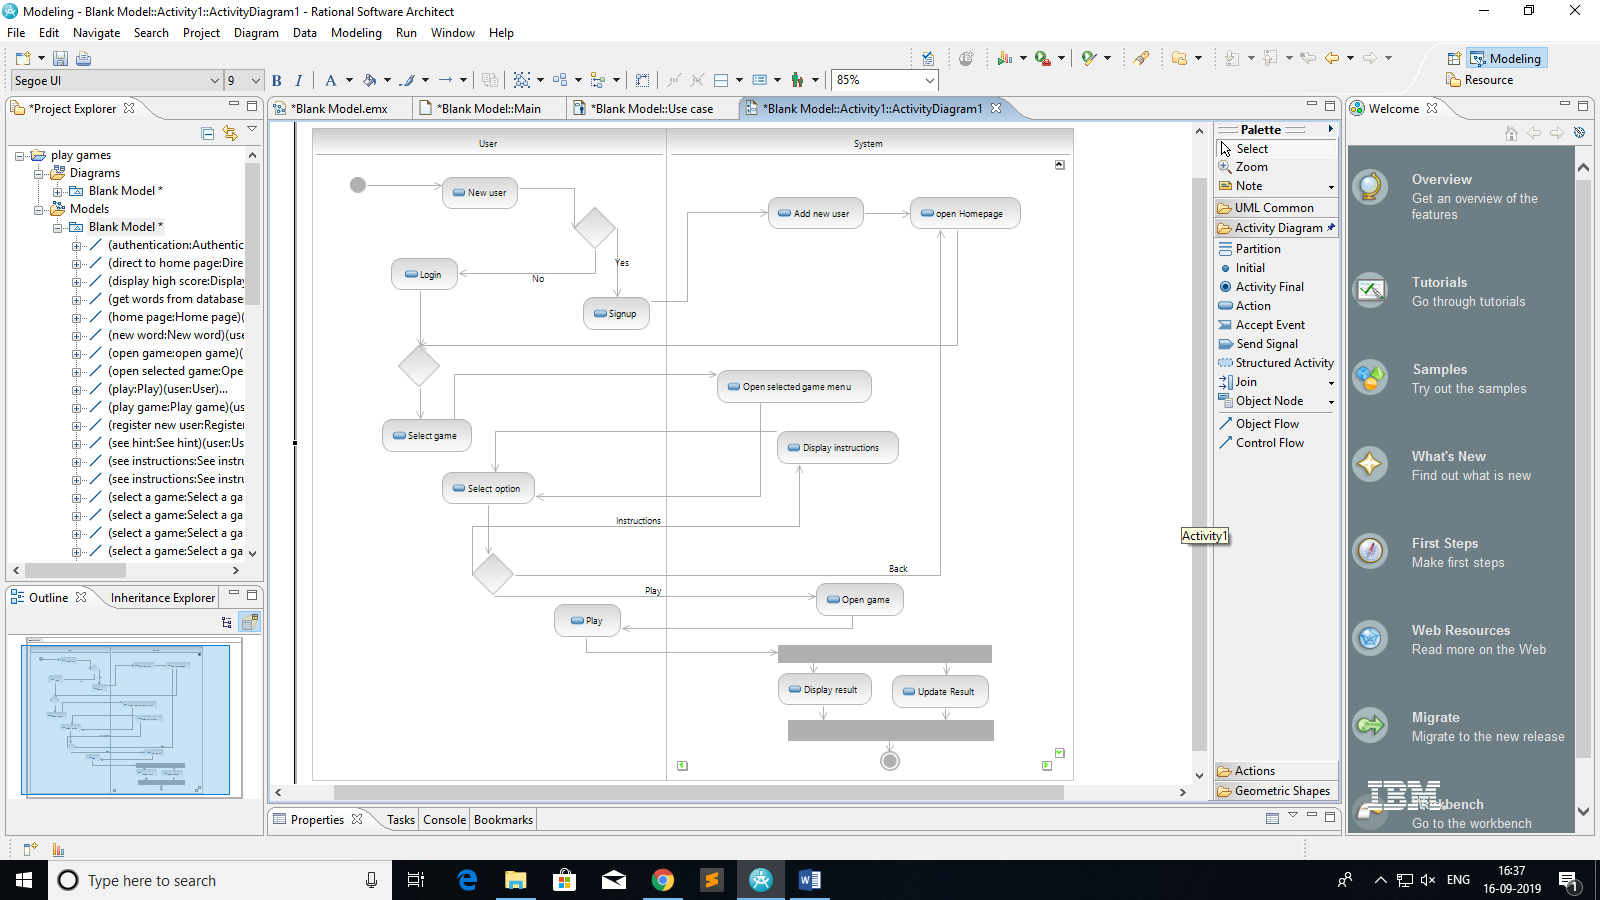 Modeling - Blank Model::Activity1::ActivityDiagram1 - Rational Software Architect
File Edit Navigate Search Project Diagram Data Modeling Run Window Help
Modeling
Segoe UI 9 B I A 85% Resource
*Project Explorer
*Blank Model.emx *Blank Model::Main *Blank Model::Use case *Blank Model::Activity1::ActivityDiagram1
Welcome
play games
Diagrams
Blank Model *
Models
Blank Model *
(authentication:Authentic
(direct to home page:Dire
(display high score:Display
(get words from database
(home page:Home page)(
(new word:New word)(use
(open game:open game)(
(open selected game:Ope
(play:Play)(user:User)...
(play game:Play game)(us
(register new user:Register
(see hint:See hint)(user:Us
(see instructions:See instru
(see instructions:See instru
(select a game:Select a ga
(select a game:Select a ga
(select a game:Select a ga
(select a game:Select a ga
Outline Inheritance Explorer
User System
New user
Add new user
open Homepage
Yes
Login
No
Signup
Open selected game menu
Select game
Display instructions
Select option
Instructions
Back
Play
Open game
Play
Display result
Update Result
Activity1
Palette
Select
Zoom
Note
UML Common
Activity Diagram
Partition
Initial
Activity Final
Action
Accept Event
Send Signal
Structured Activity
Join
Object Node
Object Flow
Control Flow
Actions
Geometric Shapes
Overview
Get an overview of the
features
Tutorials
Go through tutorials
Samples
Try out the samples
What's New
Find out what is new
First Steps
Make first steps
Web Resources
Read more on the Web
Migrate
Migrate to the new release
IBM
Go to the workbench
Properties Tasks Console Bookmarks
Type here to search
ENG
16:37
16-09-2019
1